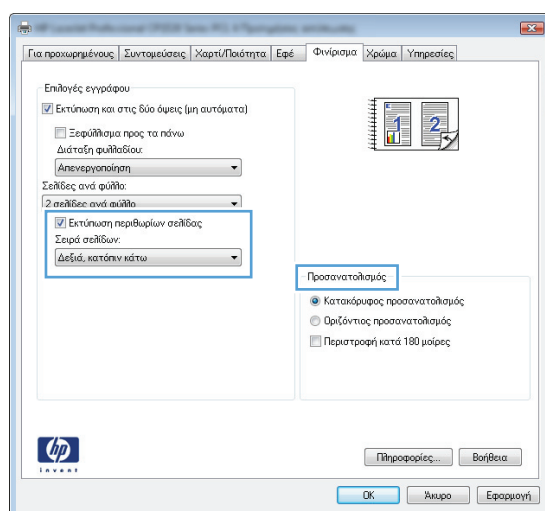 Για προχωρημένους Συντομεύσεις Χαρτί/Ποιότητα Εφέ Φινίρισμα Χρώμα Υπηρεσίες
Επιλογές εγγράφου
Εκτύπωση και στις δύο όψεις (μη αυτόματα)
Ξεφύλλισμα προς τα πάνω
Διάταξη φυλλαδίου:
Απενεργοποίηση
Σελίδες ανά φύλλο:
2 σελίδες ανά φύλλο
Εκτύπωση περιθωρίων σελίδας
Σειρά σελίδων:
Δεξιά, κατόπιν κάτω
1 2
Προσανατολισμός
Κατακόρυφος προσανατολισμός
Οριζόντιος προσανατολισμός
Περιστροφή κατά 180 μοίρες
hp
invent
Πληροφορίες... Βοήθεια
OK Άκυρο Εφαρμογή